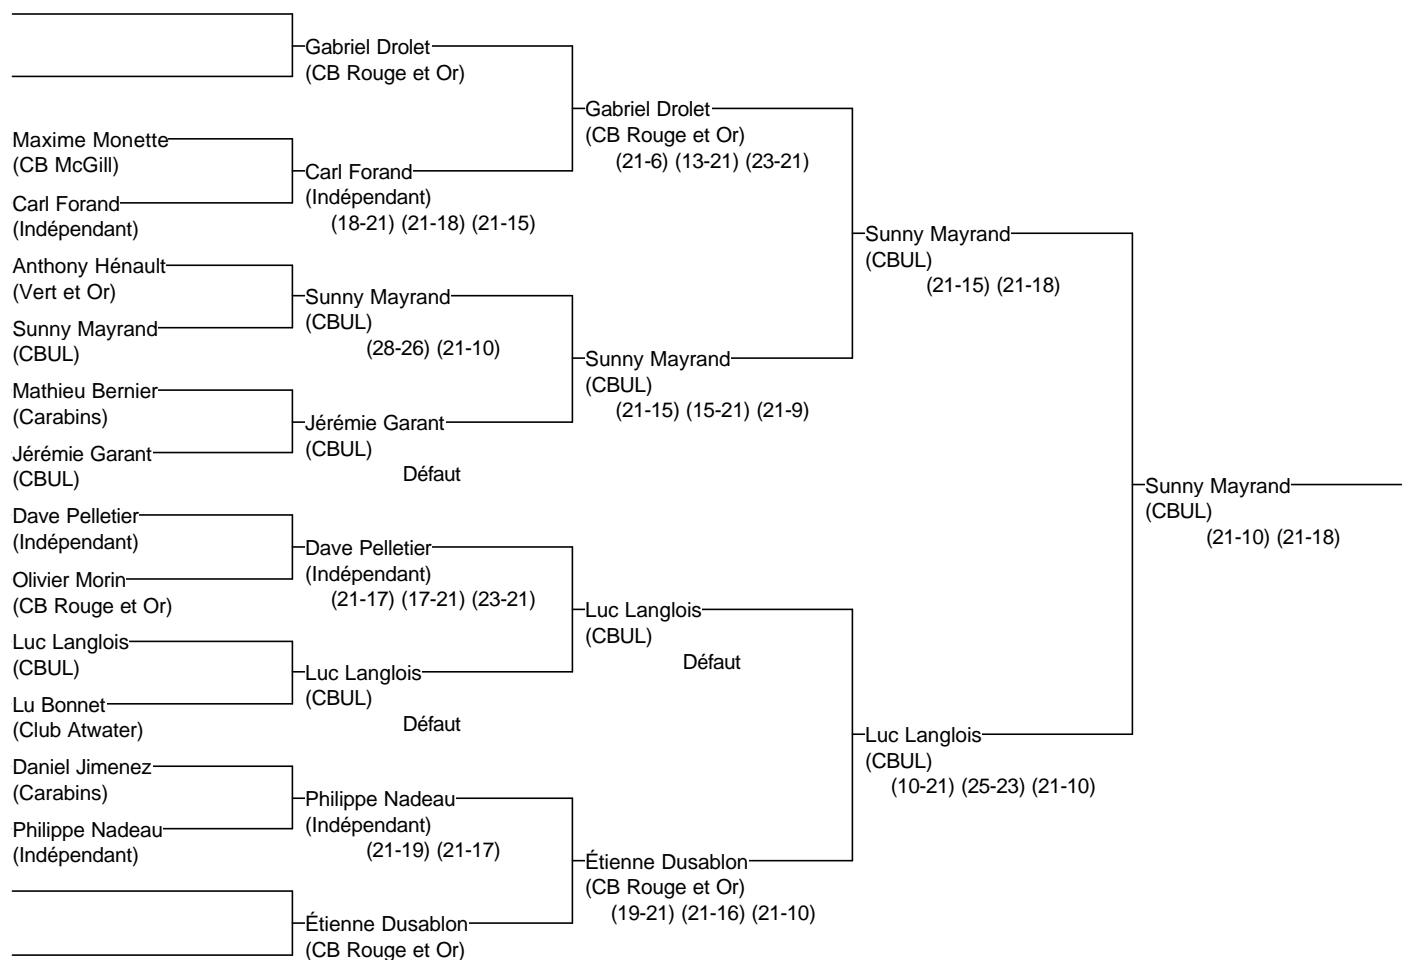 Gabriel Drolet
(CB Rouge et Or)
Maxime Monette
(CB McGill)
Carl Forand
(Indépendant)
Carl Forand
(Indépendant)
(18-21) (21-18) (21-15)
Gabriel Drolet
(CB Rouge et Or)
(21-6) (13-21) (23-21)
Anthony Hénault
(Vert et Or)
Sunny Mayrand
(CBUL)
Sunny Mayrand
(CBUL)
(28-26) (21-10)
Mathieu Bernier
(Carabins)
Jérémie Garant
(CBUL)
Jérémie Garant
(CBUL)
Défaut
Sunny Mayrand
(CBUL)
(21-15) (15-21) (21-9)
Sunny Mayrand
(CBUL)
(21-15) (21-18)
Dave Pelletier
(Indépendant)
Olivier Morin
(CB Rouge et Or)
Dave Pelletier
(Indépendant)
(21-17) (17-21) (23-21)
Luc Langlois
(CBUL)
Lu Bonnet
(Club Atwater)
Luc Langlois
(CBUL)
Défaut
Luc Langlois
(CBUL)
Défaut
Daniel Jimenez
(Carabins)
Philippe Nadeau
(Indépendant)
Philippe Nadeau
(Indépendant)
(21-19) (21-17)
Étienne Dusablon
(CB Rouge et Or)
Étienne Dusablon
(CB Rouge et Or)
(19-21) (21-16) (21-10)
Luc Langlois
(CBUL)
(10-21) (25-23) (21-10)
Sunny Mayrand
(CBUL)
(21-10) (21-18)